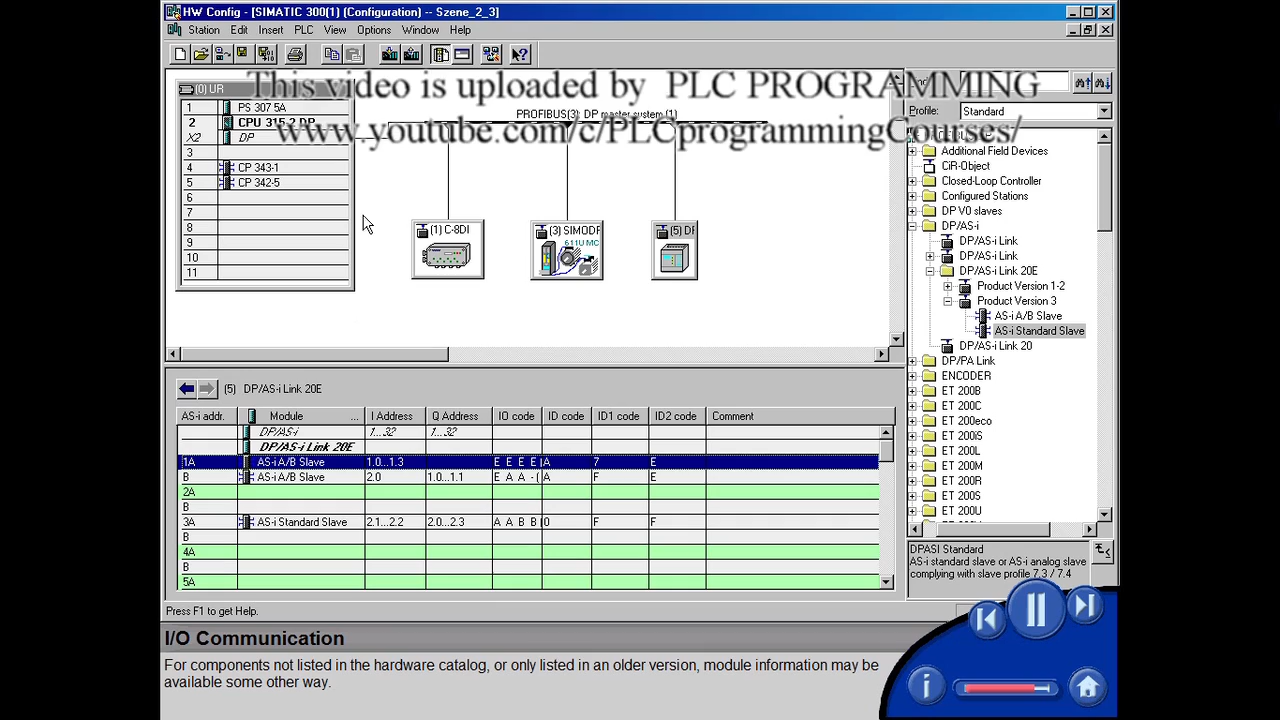 HW Config - [SIMATIC 300(1) (Configuration) -- Szene_2_3]
Station Edit Insert PLC View Options Window Help
This video is uploaded by PLC PROGRAMMING
www.youtube.com/c/PLCprogrammingCourses/
(0) UR
1 PS 307 5A
2 CPU 315-2 DP
X2 DP
3
4 CP 343-1
5 CP 342-5
6
7
8
9
10
11
PROFIBUS(3): DP master system (1)
(1) C-8DI
(3) SIMODR
611U MC
(5) DP
Profile: Standard
Additional Field Devices
CiR-Object
Closed-Loop Controller
Configured Stations
DP V0 slaves
DP/AS-i
DP/AS-i Link
DP/AS-i Link
DP/AS-i Link 20E
Product Version 1-2
Product Version 3
AS-i A/B Slave
AS-i Standard Slave
DP/AS-i Link 20
DP/PA Link
ENCODER
ET 200B
ET 200C
ET 200eco
ET 200iS
ET 200L
ET 200M
ET 200R
ET 200S
ET 200U
DPASI Standard
AS-i standard slave or AS-i analog slave
complying with slave profile 7.3 / 7.4
(5) DP/AS-i Link 20E
AS-i addr. Module ... I Address Q Address IO code ID code ID1 code ID2 code Comment
DP/AS-i 1...32 1...32
DP/AS-i Link 20E
1A AS-i A/B Slave 1.0...1.3 E E E E A 7 E
B AS-i A/B Slave 2.0 1.0...1.1 E A A -( A F E
2A
B
3A AS-i Standard Slave 2.1...2.2 2.0...2.3 A A B B 0 F F
B
4A
B
5A
Press F1 to get Help.
I/O Communication
For components not listed in the hardware catalog, or only listed in an older version, module information may be
available some other way.